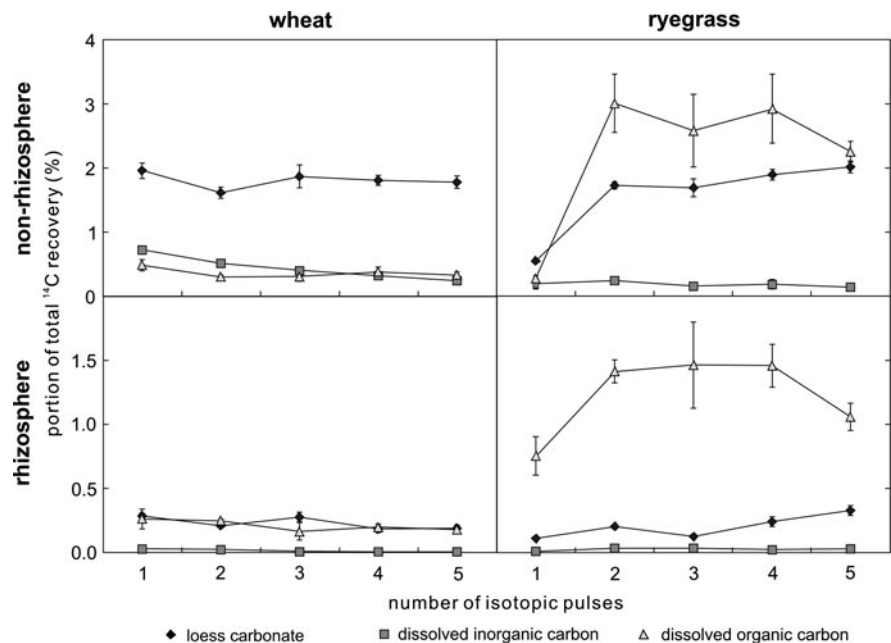 wheat ryegrass
non-rhizosphere
rhizosphere
portion of total ¹⁴C recovery (%)
4
3
2
1
0
1.5
1.0
0.5
0.0
1 2 3 4 5 1 2 3 4 5
number of isotopic pulses
loess carbonate dissolved inorganic carbon dissolved organic carbon